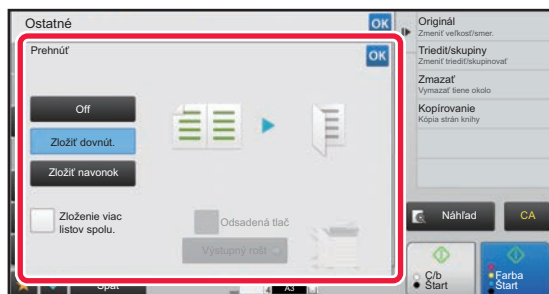 Ostatné
OK
Prehnúť
OK
Off
Zložiť dovnút.
Zložiť navonok
Zloženie viac
listov spolu.
Odsadená tlač
Výstupný rošt
Späť
4
A3
Originál
Zmeniť veľkosť/smer.
Triediť/skupiny
Zmeniť triediť/skupinovať
Zmazať
Vymazať tiene okolo
Kopírovanie
Kópia strán knihy
Náhľad
CA
Č/b
Štart
Farba
Štart